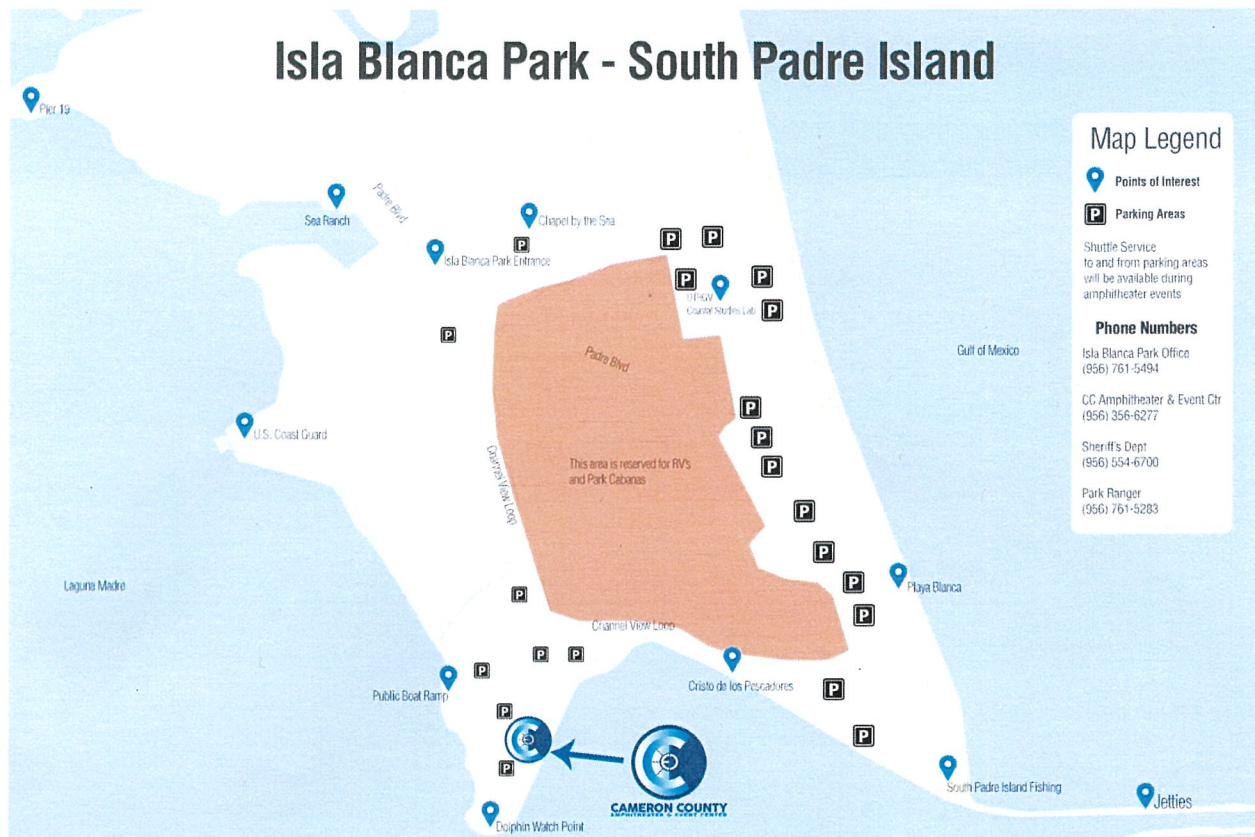 Isla Blanca Park - South Padre Island
Pier 19
Sea Ranch
Padre Blvd
Chapel by the Sea
Isla Blanca Park Entrance
P
P
P
P
P
P
P
P
UTRGV
Coastal Studies Lab
Padre Blvd
Gulf of Mexico
U.S. Coast Guard
Channel View Loop
This area is reserved for RV's
and Park Cabanas
P
P
P
P
P
P
P
Laguna Madre
Playa Blanca
P
Channel View Loop
P
P
P
Public Boat Ramp
Cristo de los Pescadores
P
P
P
P
CAMERON COUNTY
AMPHITHEATER & EVENT CENTER
Dolphin Watch Point
South Padre Island Fishing
Jetties
Map Legend
Points of Interest
P Parking Areas
Shuttle Service
to and from parking areas
will be available during
amphitheater events
Phone Numbers
Isla Blanca Park Office
(956) 761-5494
CC Amphitheater & Event Ctr
(956) 356-6277
Sheriff's Dept
(956) 554-6700
Park Ranger
(956) 761-5283